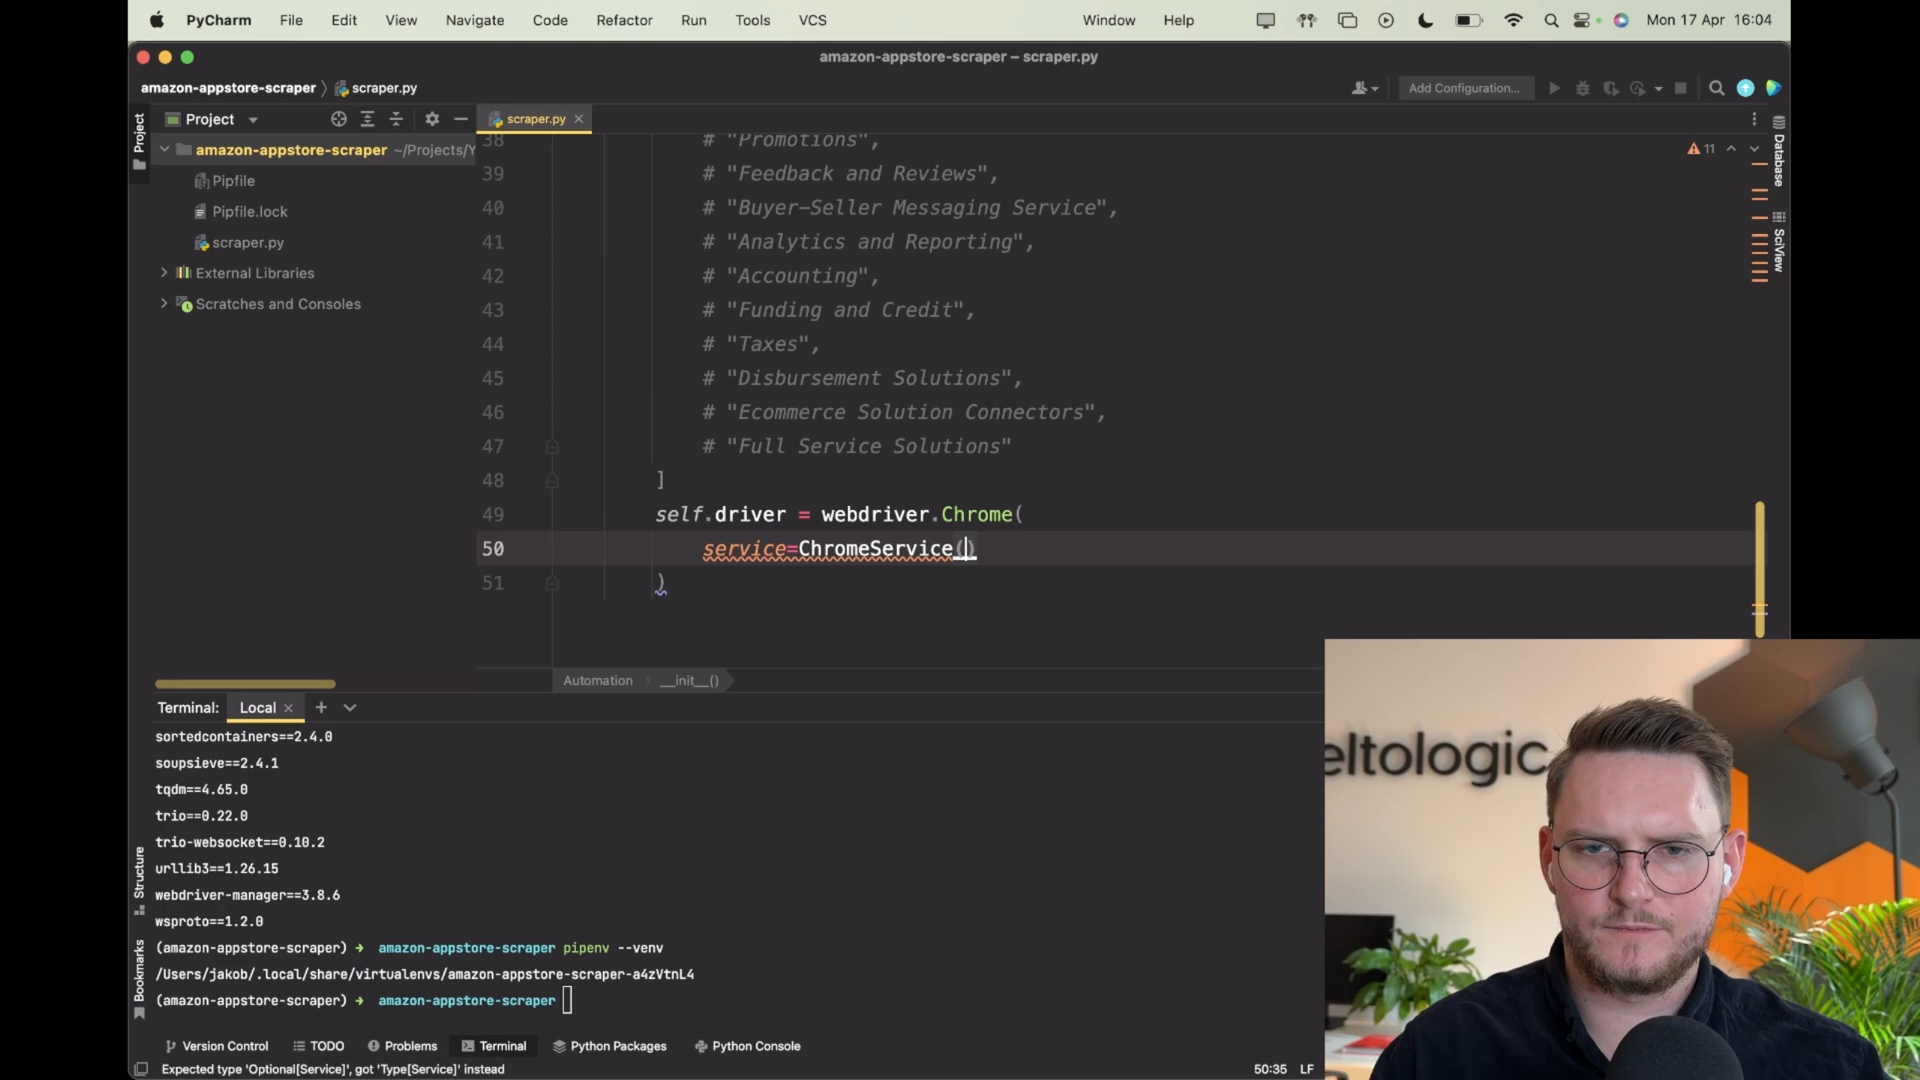 PyCharm File Edit View Navigate Code Refactor Run Tools VCS Window Help Mon 17 Apr 16:04
amazon-appstore-scraper – scraper.py
amazon-appstore-scraper scraper.py Add Configuration...
Project
Project
scraper.py
amazon-appstore-scraper ~/Projects/Y
Pipfile
Pipfile.lock
scraper.py
External Libraries
Scratches and Consoles
38 # "Promotions",
39 # "Feedback and Reviews",
40 # "Buyer-Seller Messaging Service",
41 # "Analytics and Reporting",
42 # "Accounting",
43 # "Funding and Credit",
44 # "Taxes",
45 # "Disbursement Solutions",
46 # "Ecommerce Solution Connectors",
47 # "Full Service Solutions"
48 ]
49 self.driver = webdriver.Chrome(
50 service=ChromeService()
51 )
11
Database
SciView
Automation __init__()
Terminal: Local
sortedcontainers==2.4.0
soupsieve==2.4.1
tqdm==4.65.0
trio==0.22.0
trio-websocket==0.10.2
urllib3==1.26.15
webdriver-manager==3.8.6
wsproto==1.2.0
(amazon-appstore-scraper) ➜ amazon-appstore-scraper pipenv --venv
/Users/jakob/.local/share/virtualenvs/amazon-appstore-scraper-a4zVtnL4
(amazon-appstore-scraper) ➜ amazon-appstore-scraper
Structure
Bookmarks
Version Control TODO Problems Terminal Python Packages Python Console
Expected type 'Optional[Service]', got 'Type[Service]' instead
50:35 LF
eltologic